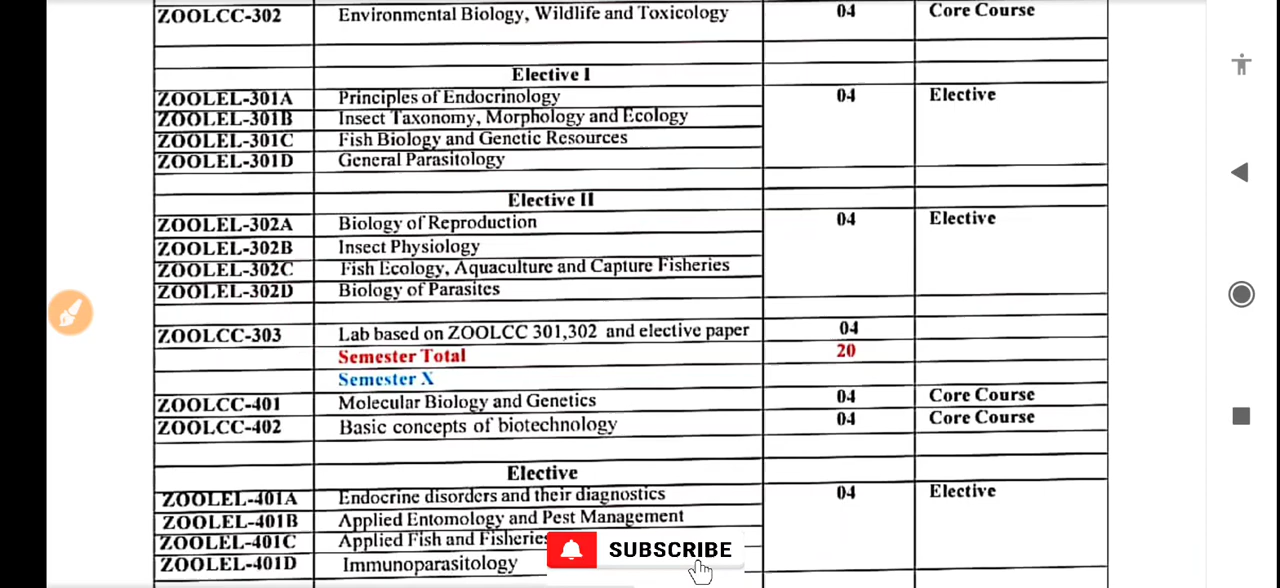 ZOOLCC-302 Environmental Biology, Wildlife and Toxicology 04 Core Course
Elective I
ZOOLEL-301A Principles of Endocrinology 04 Elective
ZOOLEL-301B Insect Taxonomy, Morphology and Ecology
ZOOLEL-301C Fish Biology and Genetic Resources
ZOOLEL-301D General Parasitology
Elective II
ZOOLEL-302A Biology of Reproduction 04 Elective
ZOOLEL-302B Insect Physiology
ZOOLEL-302C Fish Ecology, Aquaculture and Capture Fisheries
ZOOLEL-302D Biology of Parasites
ZOOLCC-303 Lab based on ZOOLCC 301,302 and elective paper 04
Semester Total 20
Semester X
ZOOLCC-401 Molecular Biology and Genetics 04 Core Course
ZOOLCC-402 Basic concepts of biotechnology 04 Core Course
Elective
ZOOLEL-401A Endocrine disorders and their diagnostics 04 Elective
ZOOLEL-401B Applied Entomology and Pest Management
ZOOLEL-401C Applied Fish and
ZOOLEL-401D Immunoparasitology
SUBSCRIBE